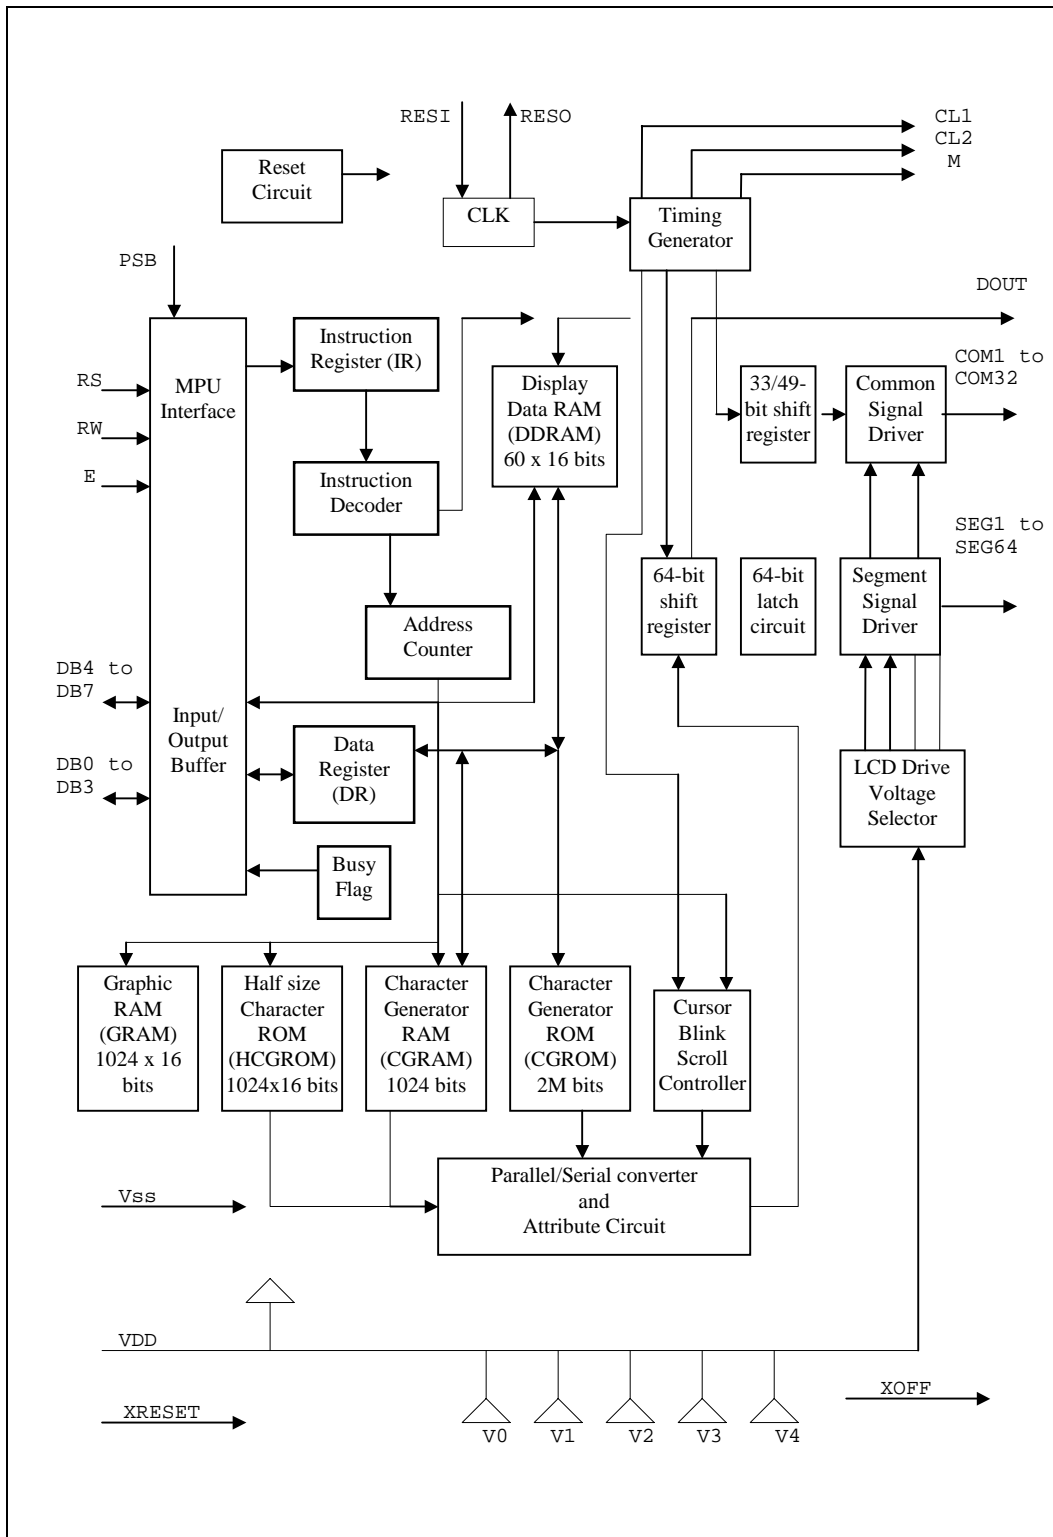 RESI
RESO
CL1
CL2
M
Reset
Circuit
CLK
Timing
Generator
PSB
DOUT
MPU
Interface
Instruction
Register (IR)
Display
Data RAM
(DDRAM)
60 x 16 bits
33/49-
bit shift
register
Common
Signal
Driver
COM1 to
COM32
RS
RW
E
Instruction
Decoder
SEG1 to
SEG64
64-bit
shift
register
64-bit
latch
circuit
Segment
Signal
Driver
Address
Counter
DB4 to
DB7
Input/
Output
Buffer
Data
Register
(DR)
DB0 to
DB3
LCD Drive
Voltage
Selector
Busy
Flag
Graphic
RAM
(GRAM)
1024 x 16
bits
Half size
Character
ROM
(HCGROM)
1024x16 bits
Character
Generator
RAM
(CGRAM)
1024 bits
Character
Generator
ROM
(CGROM)
2M bits
Cursor
Blink
Scroll
Controller
Parallel/Serial converter
and
Attribute Circuit
Vss
VDD
XRESET
XOFF
V0
V1
V2
V3
V4